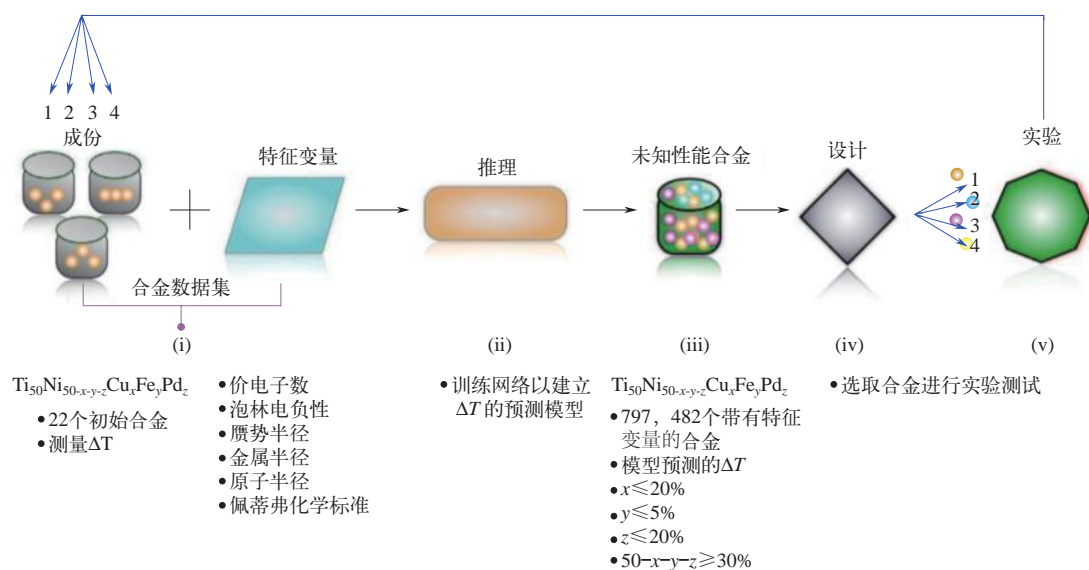 1 2 3 4
成份
特征变量
推理
未知性能合金
设计
实验
1
2
3
4
合金数据集
(i)
(ii)
(iii)
(iv)
(v)
Ti50Ni50-x-y-zCuxFeyPdz
•22个初始合金
•测量ΔT
•价电子数
•泡林电负性
•赝势半径
•金属半径
•原子半径
•佩蒂弗化学标准
•训练网络以建立
ΔT的预测模型
Ti50Ni50-x-y-zCuxFeyPdz
•797，482个带有特征
变量的合金
•模型预测的ΔT
•x≤20%
•y≤5%
•z≤20%
•50-x-y-z≥30%
•选取合金进行实验测试